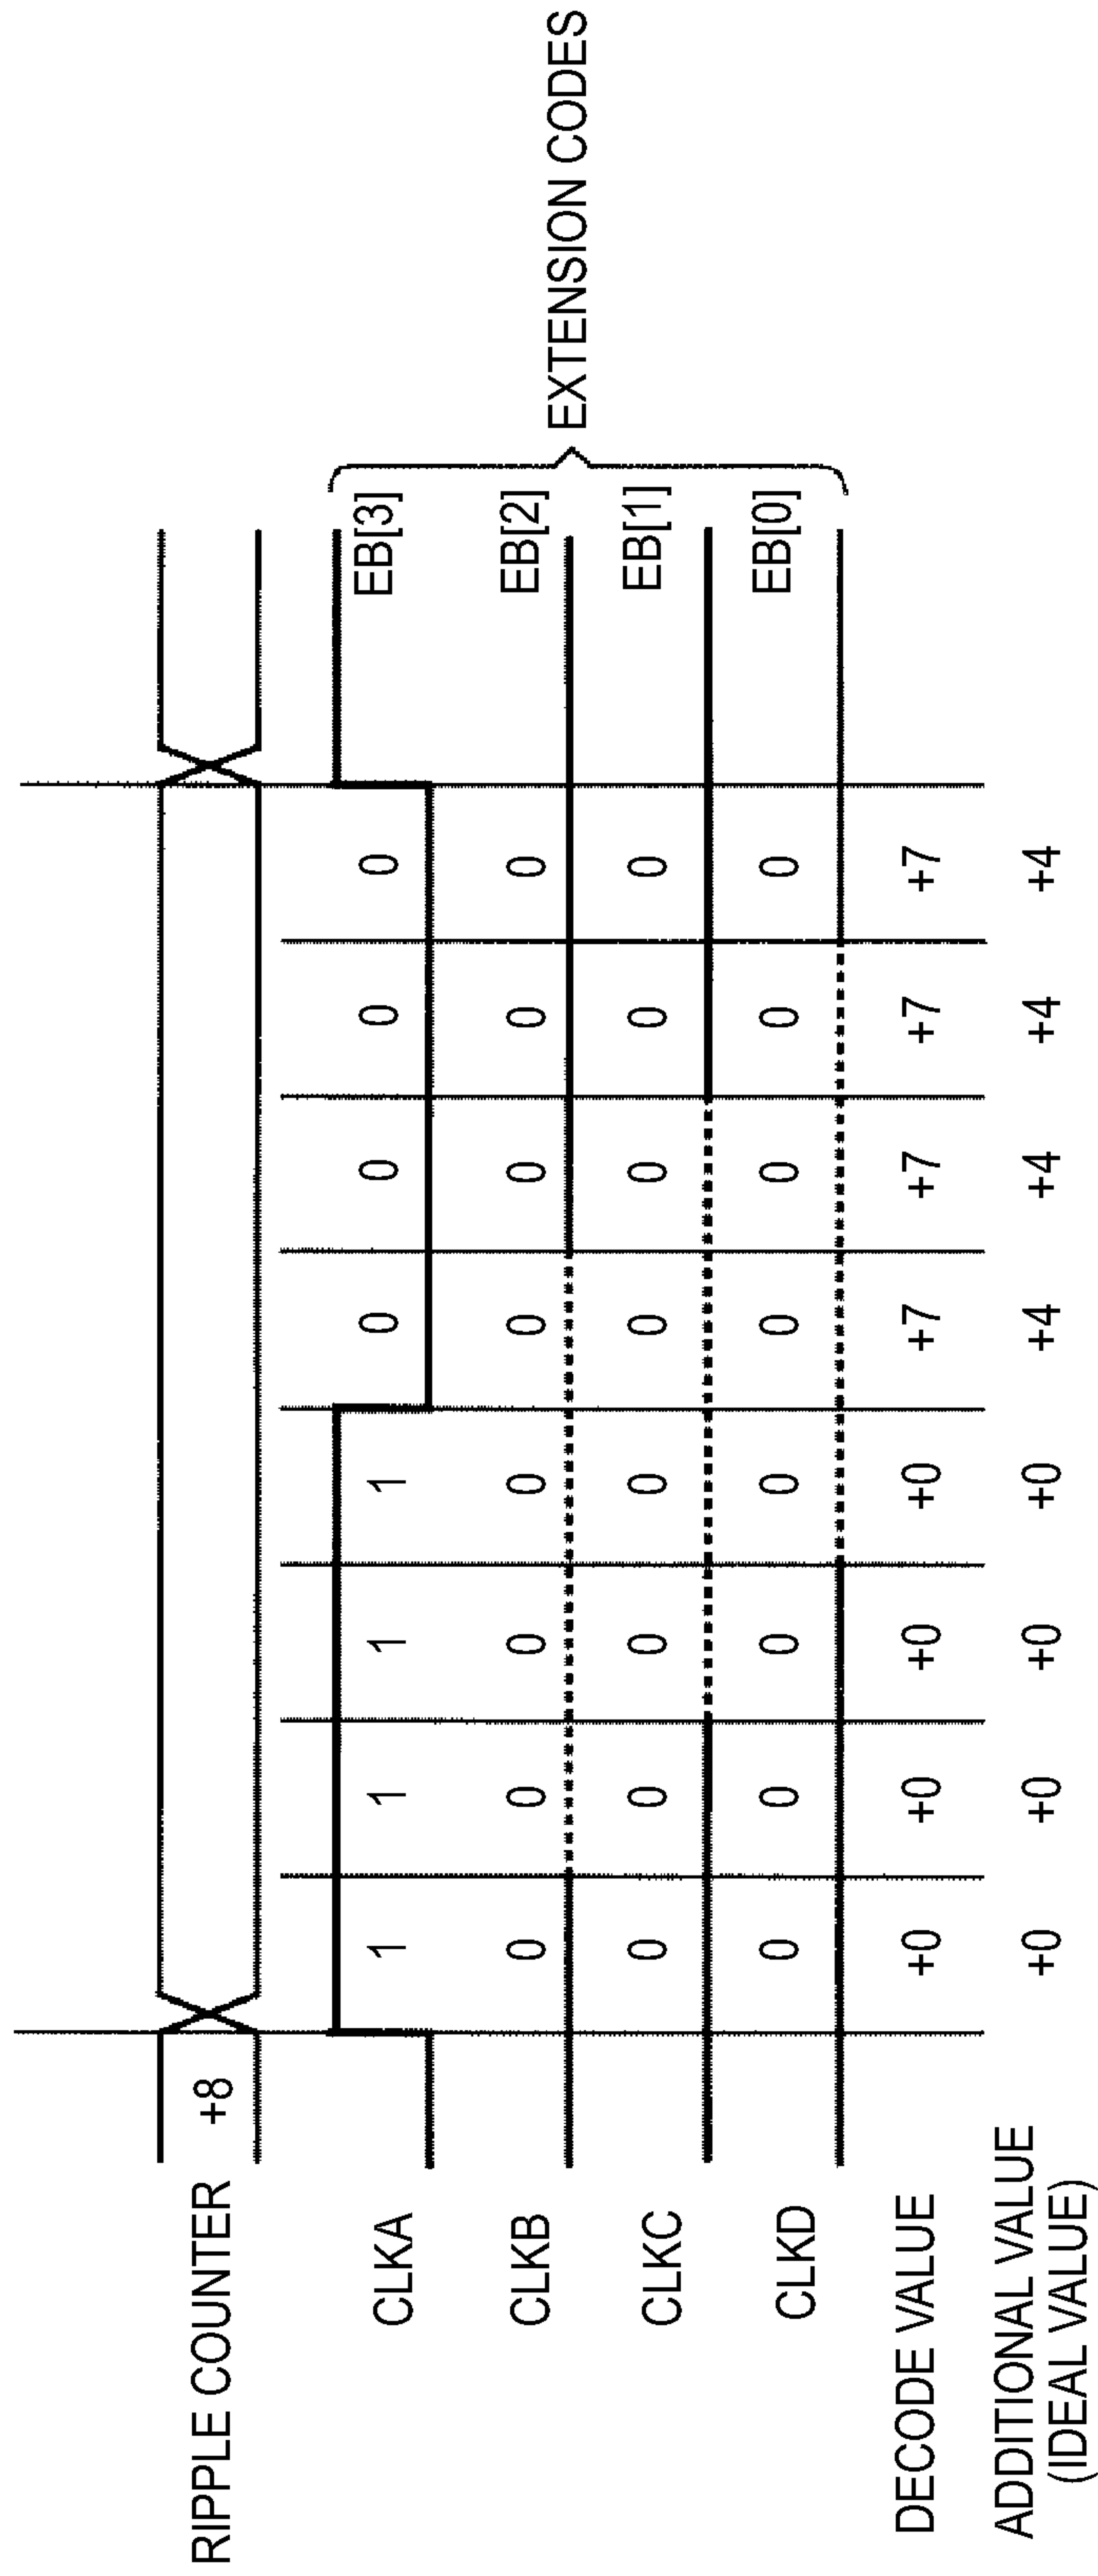 RIPPLE COUNTER +8
CLKA 1 1 1 1 0 0 0 0 EB[3]
CLKB 0 0 0 0 0 0 0 0 EB[2]
CLKC 0 0 0 0 0 0 0 0 EB[1]
CLKD 0 0 0 0 0 0 0 0 EB[0]
EXTENSION CODES
DECODE VALUE +0 +0 +0 +0 +7 +7 +7 +7
ADDITIONAL VALUE +0 +0 +0 +0 +4 +4 +4 +4
(IDEAL VALUE)